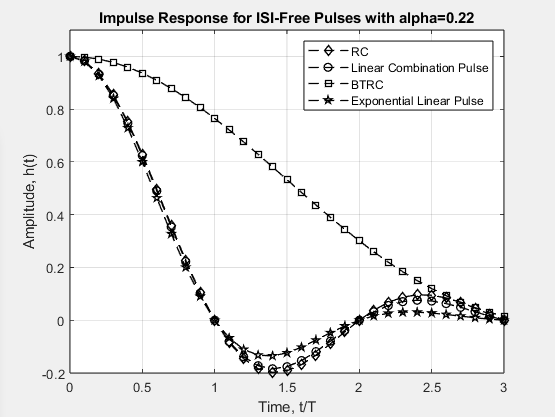 Impulse Response for ISI-Free Pulses with alpha=0.22
RC
Linear Combination Pulse
BTRC
Exponential Linear Pulse
1
0.8
0.6
0.4
0.2
0
-0.2
Amplitude, h(t)
0 0.5 1 1.5 2 2.5 3
Time, t/T